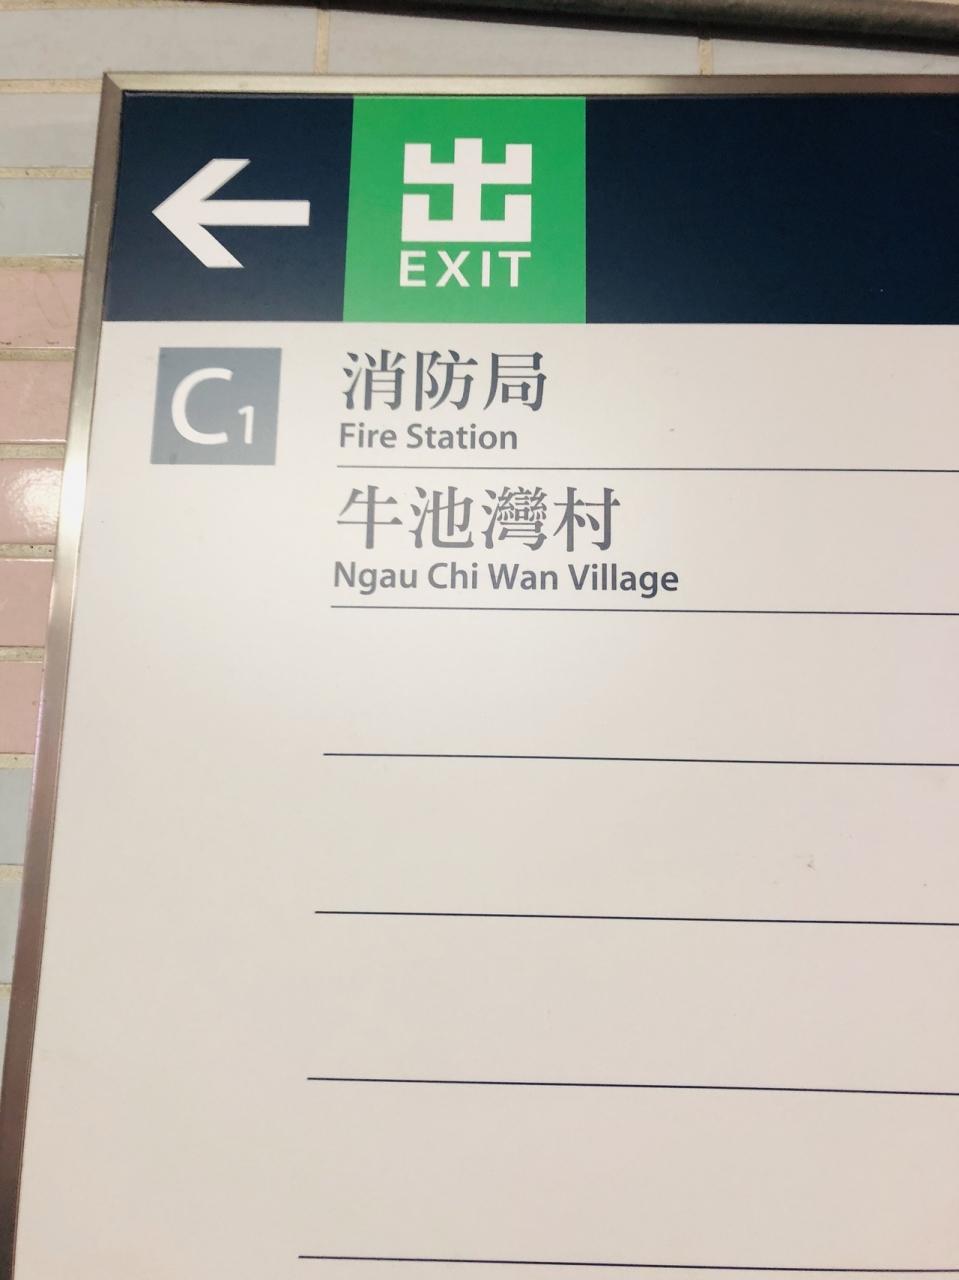 出
EXIT
C1
消防局
Fire Station
牛池灣村
Ngau Chi Wan Village